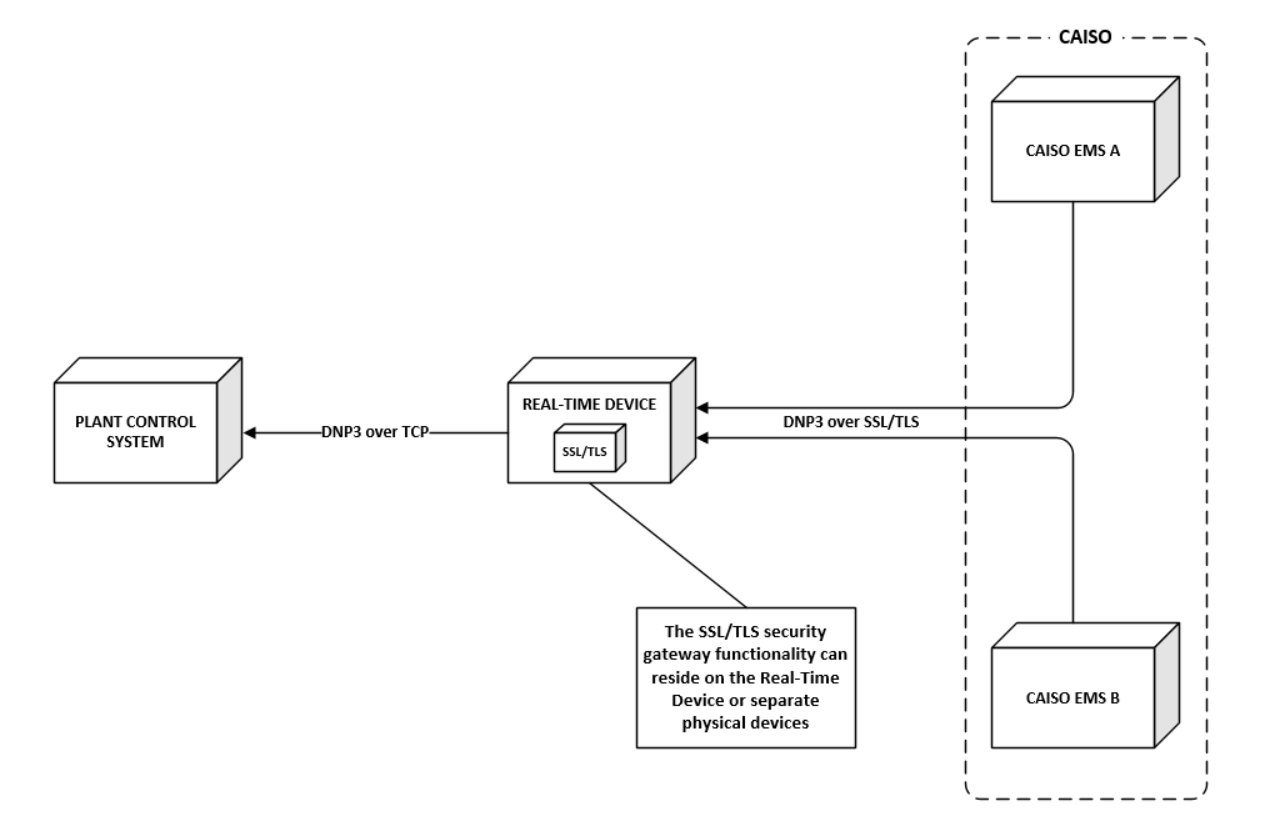 CAISO
CAISO EMS A
REAL-TIME DEVICE
PLANT CONTROL
SYSTEM
DNP3 over TCP
SSL/TLS
DNP3 over SSL/TLS
The SSL/TLS security
gateway functionality can
reside on the Real-Time
Device or separate
physical devices
CAISO EMS B